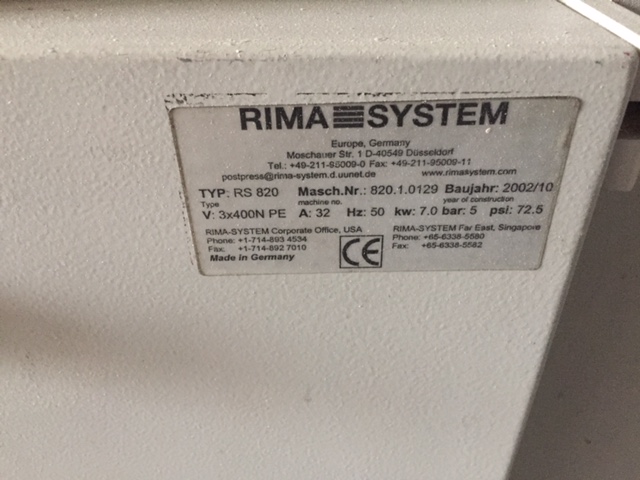 RIMA SYSTEM
Europe, Germany
Moschauer Str. 1 D-40549 Düsseldorf
Tel.: +49-211-95009-0 Fax: +49-211-95009-11
postpress@rima-system.d.uunet.de www.rimasystem.com
TYP: RS 820 Masch.Nr.: 820.1.0129 Baujahr: 2002/10
Type machine no. year of construction
V: 3x400N PE A: 32 Hz: 50 kw: 7.0 bar: 5 psi: 72.5
RIMA-SYSTEM Corporate Office, USA RIMA-SYSTEM Far East, Singapore
Phone: +1-714-893 4534 Phone: +65-6338-5580
Fax: +1-714-892 7010 Fax: +65-6338-5582
Made in Germany CE